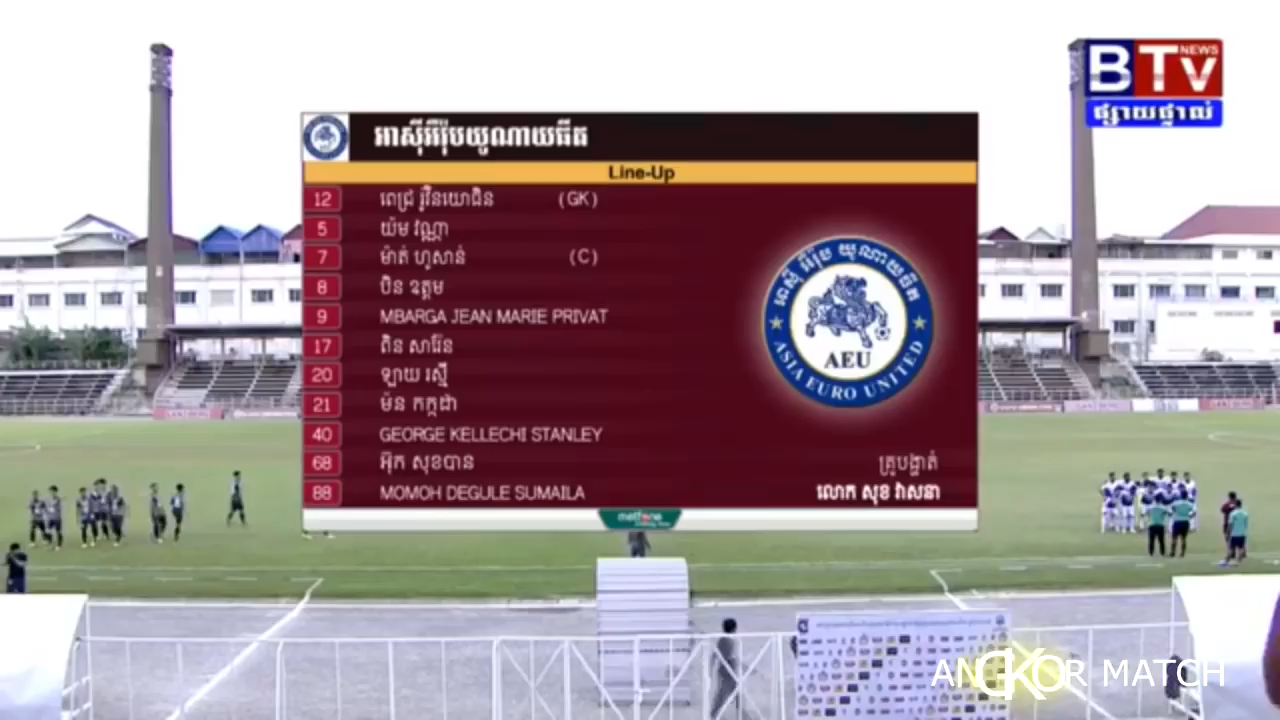 BTV NEWS
ផ្សាយផ្ទាល់
អាស៊ីអឺរ៉ុបយូណាយធីត
Line-Up
12 ពេជ្រ រូវិនយោធិន (GK)
5 យ៉ម វណ្ណា
7 ម៉ាត់ ហូសាន់ (C)
8 ប៊ិន ឧត្តម
9 MBARGA JEAN MARIE PRIVAT
17 ពិន សារ៉ែន
20 ឡាយ រស្មី
21 ម៉ន កក្កដា
40 GEORGE KELLECHI STANLEY
68 អ៊ុក សុខបាន
88 MOMOH DEGULE SUMAILA
AEU
ASIA EURO UNITED
គ្រូបង្ហាត់
លោក សុខ វាសនា
metfone
ANGKOR MATCH